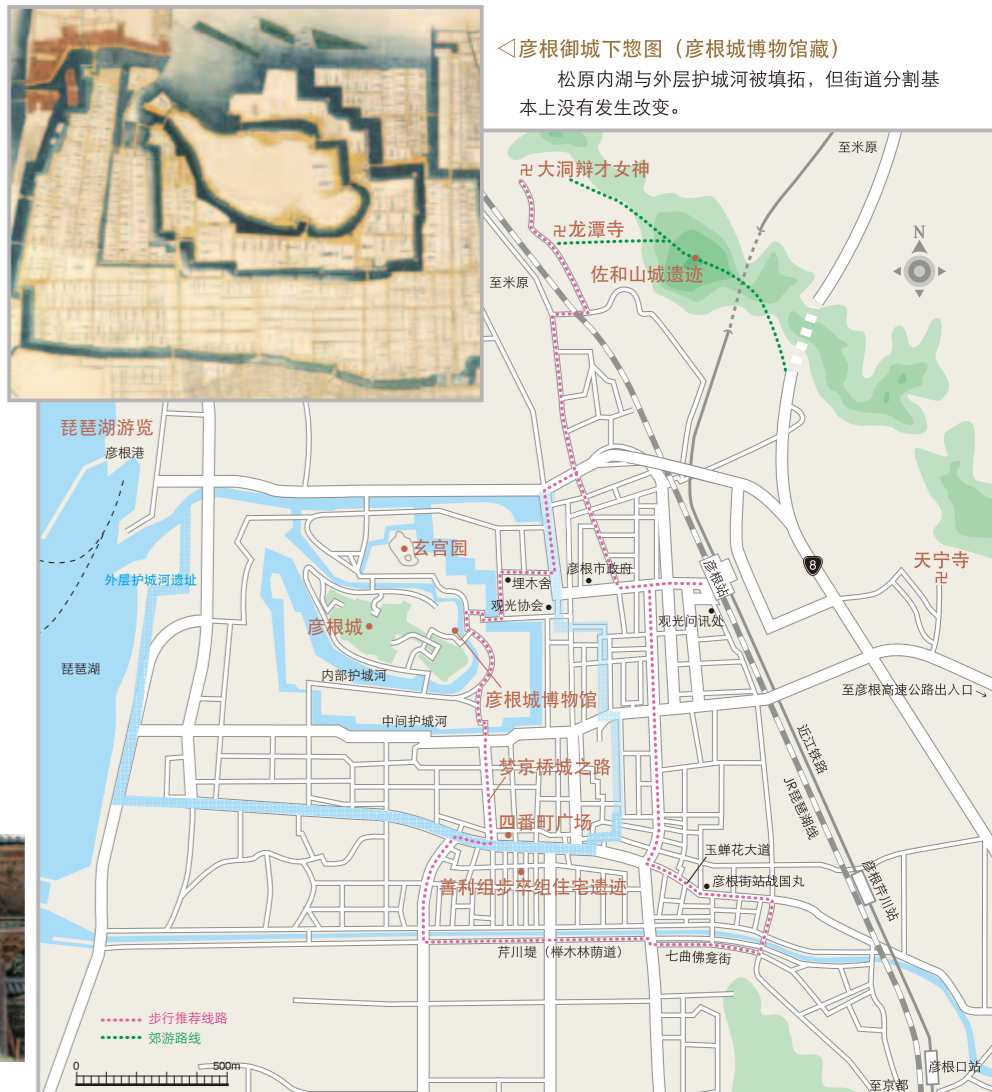 ◁彦根御城下惣图（彦根城博物馆藏）
松原内湖与外层护城河被填拓，但街道分割基
本上没有发生改变。
至米原
卍大洞辩才女神
卍龙潭寺
N
佐和山城遗迹
至米原
琵琶湖游览
彦根港
玄宫园
天宁寺
卍
8
彦根站
彦根市政府
埋木舍
外层护城河遗址
观光协会
观光问讯处
彦根城
琵琶湖
内部护城河
至彦根高速公路出入口
彦根城博物馆
中间护城河
近江铁路
梦京桥城之路
JR琵琶湖线
四番町广场
玉蝉花大道
彦根芹川站
彦根街站战国丸
善利组步卒组住宅遗迹
芹川堤（榉木林荫道）
七曲佛龛街
步行推荐线路
郊游路线
0 500m
彦根口站
至京都